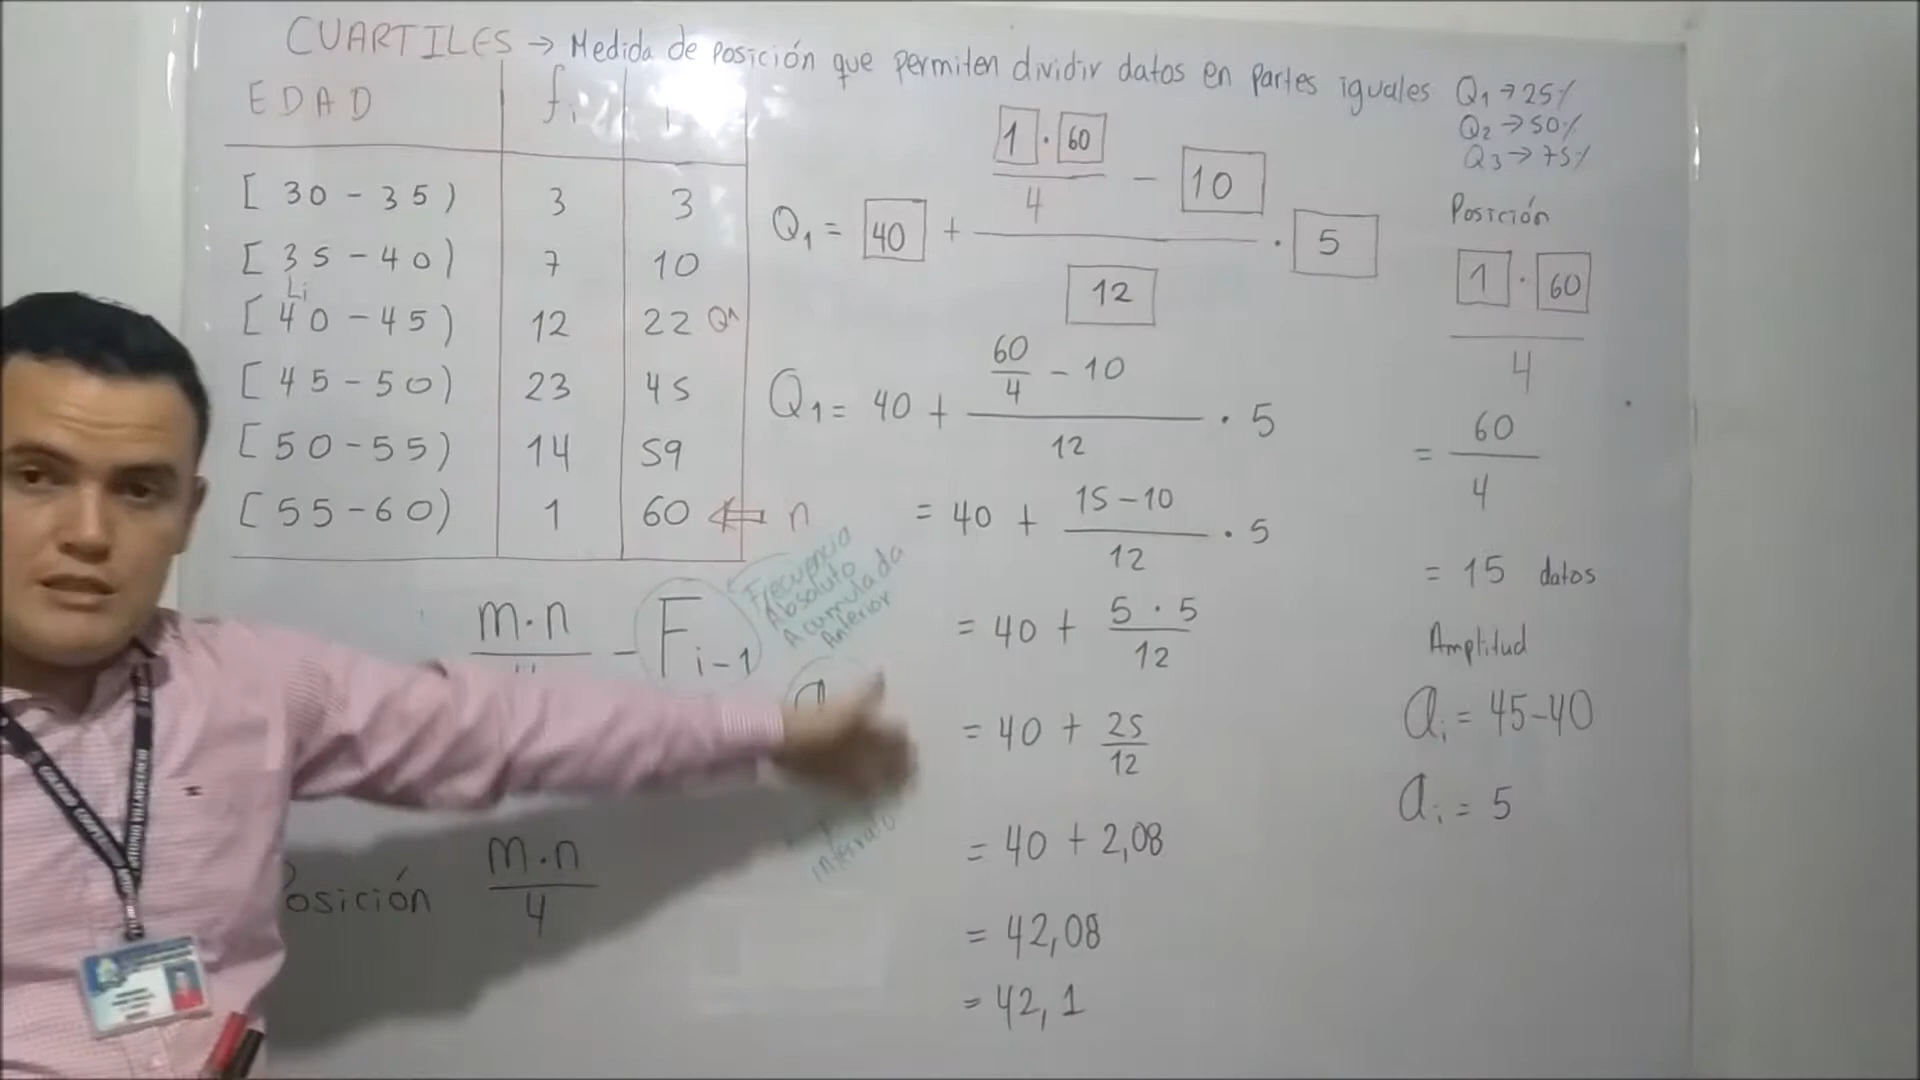 CUARTILES → Medida de posición que permiten dividir datos en partes iguales
Q1 → 25%
Q2 → 50%
Q3 → 75%
EDAD fi
[30-35) 3 3
[35-40) 7 10
Li
[40-45) 12 22 Q1
[45-50) 23 45
[50-55) 14 59
[55-60) 1 60 ⇐ n
m·n
- Fi-1
Frecuencia
Absoluta
Acumulada
Anterior
a
Intervalo
Posición m·n
4
1 · 60
4 - 10
Q1 = 40 + · 5
12
60
4 - 10
Q1 = 40 + · 5
12
= 40 + 15-10 · 5
12
= 40 + 5 · 5
12
= 40 + 25
12
= 40 + 2,08
= 42,08
= 42,1
Posición
1 · 60
4
= 60
4
= 15 datos
Amplitud
ai = 45-40
ai = 5